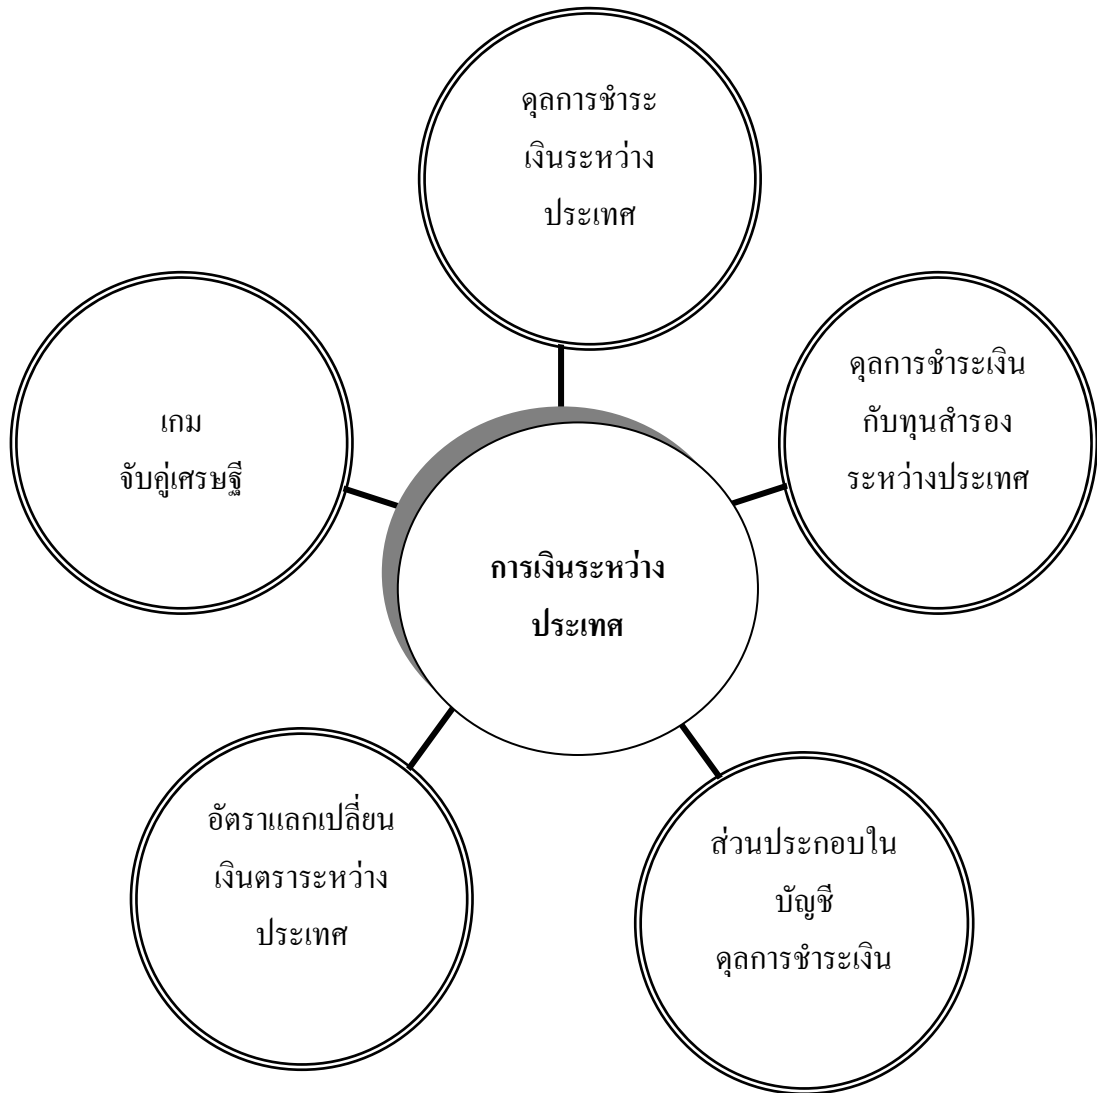 ดุลการชำระ
เงินระหว่าง
ประเทศ
ดุลการชำระเงิน
กับทุนสำรอง
ระหว่างประเทศ
เกม
จับคู่เศรษฐี
การเงินระหว่าง
ประเทศ
อัตราแลกเปลี่ยน
เงินตราระหว่าง
ประเทศ
ส่วนประกอบใน
บัญชี
ดุลการชำระเงิน